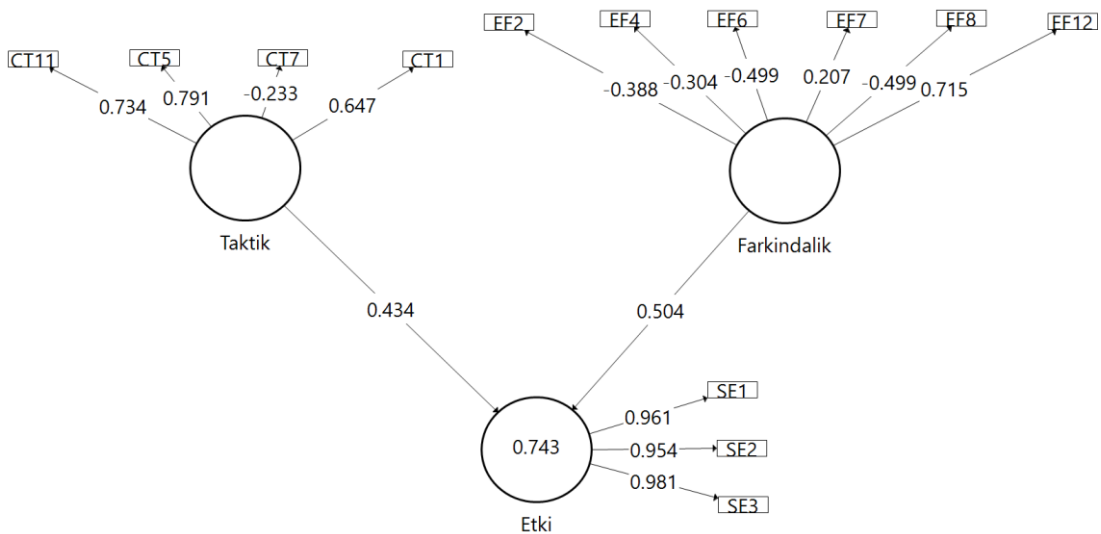 EF2
EF4
EF6
EF7
EF8
EF12
CT11
CT5
CT7
CT1
-0.388
-0.304
-0.499
0.207
-0.499
0.715
0.734
0.791
-0.233
0.647
Taktik
Farkindalik
0.434
0.504
SE1
0.961
0.743
0.954
SE2
0.981
SE3
Etki